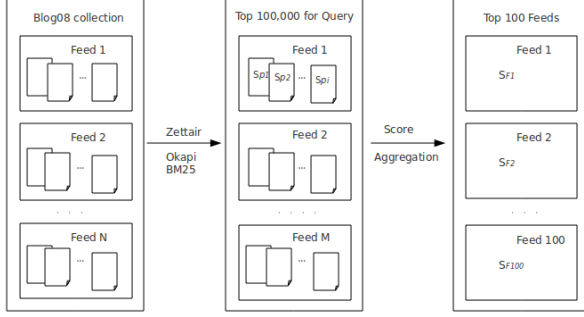 Blog08 collection
Feed 1
...
Feed 2
...
. . .
Feed N
...
Zettair
Okapi
BM25
Top 100,000 for Query
Feed 1
Sp1
Sp2
...
Spi
Feed 2
...
. . .
Feed M
...
Score
Aggregation
Top 100 Feeds
Feed 1
SF1
Feed 2
SF2
. . .
Feed 100
SF100